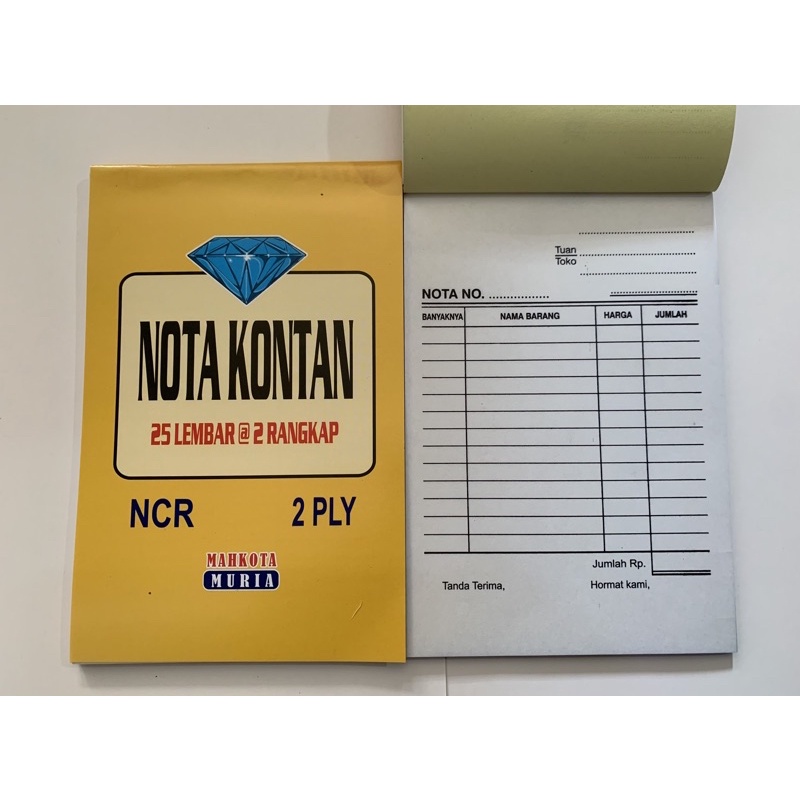 NOTA KONTAN
25 LEMBAR @ 2 RANGKAP
NCR 2 PLY
MAHKOTA
MURIA
Tuan
Toko
NOTA NO. ..................
BANYAKNYA NAMA BARANG HARGA JUMLAH
Jumlah Rp.
Tanda Terima, Hormat kami,